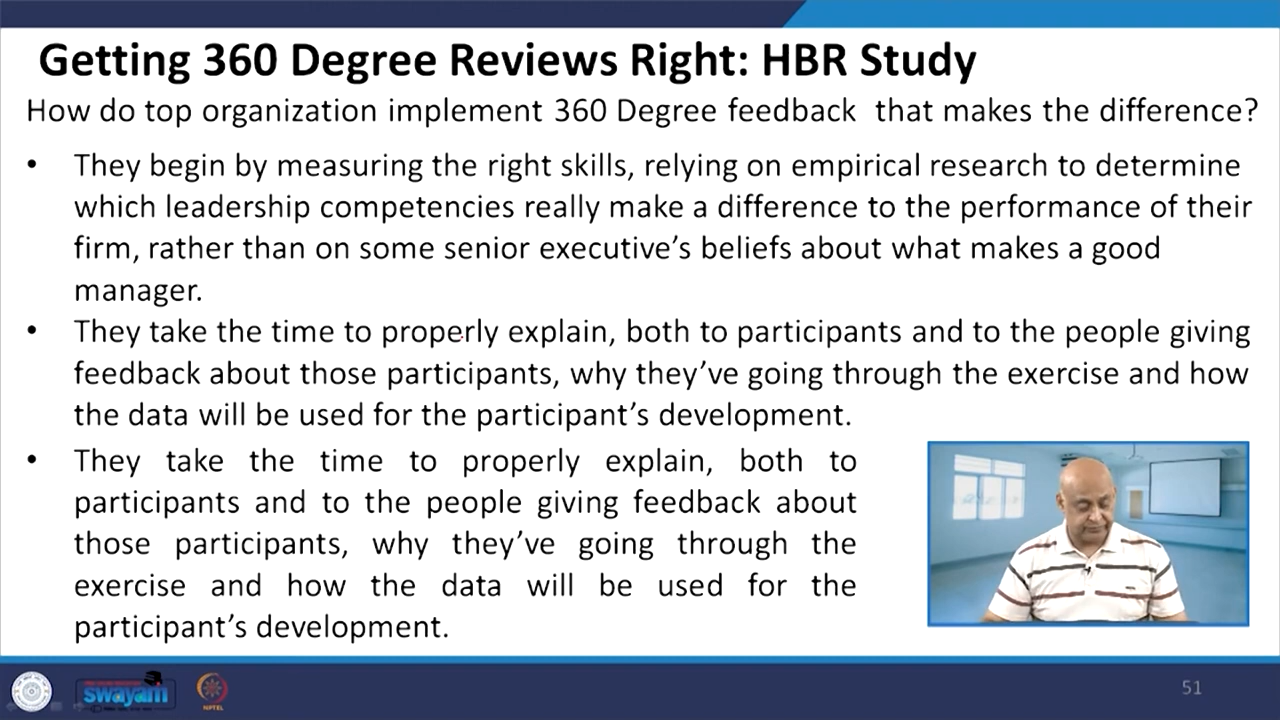 Getting 360 Degree Reviews Right: HBR Study
How do top organization implement 360 Degree feedback that makes the difference?
• They begin by measuring the right skills, relying on empirical research to determine
which leadership competencies really make a difference to the performance of their
firm, rather than on some senior executive’s beliefs about what makes a good
manager.
• They take the time to properly explain, both to participants and to the people giving
feedback about those participants, why they’ve going through the exercise and how
the data will be used for the participant’s development.
• They take the time to properly explain, both to
participants and to the people giving feedback about
those participants, why they’ve going through the
exercise and how the data will be used for the
participant’s development.
swayam
NPTEL
51